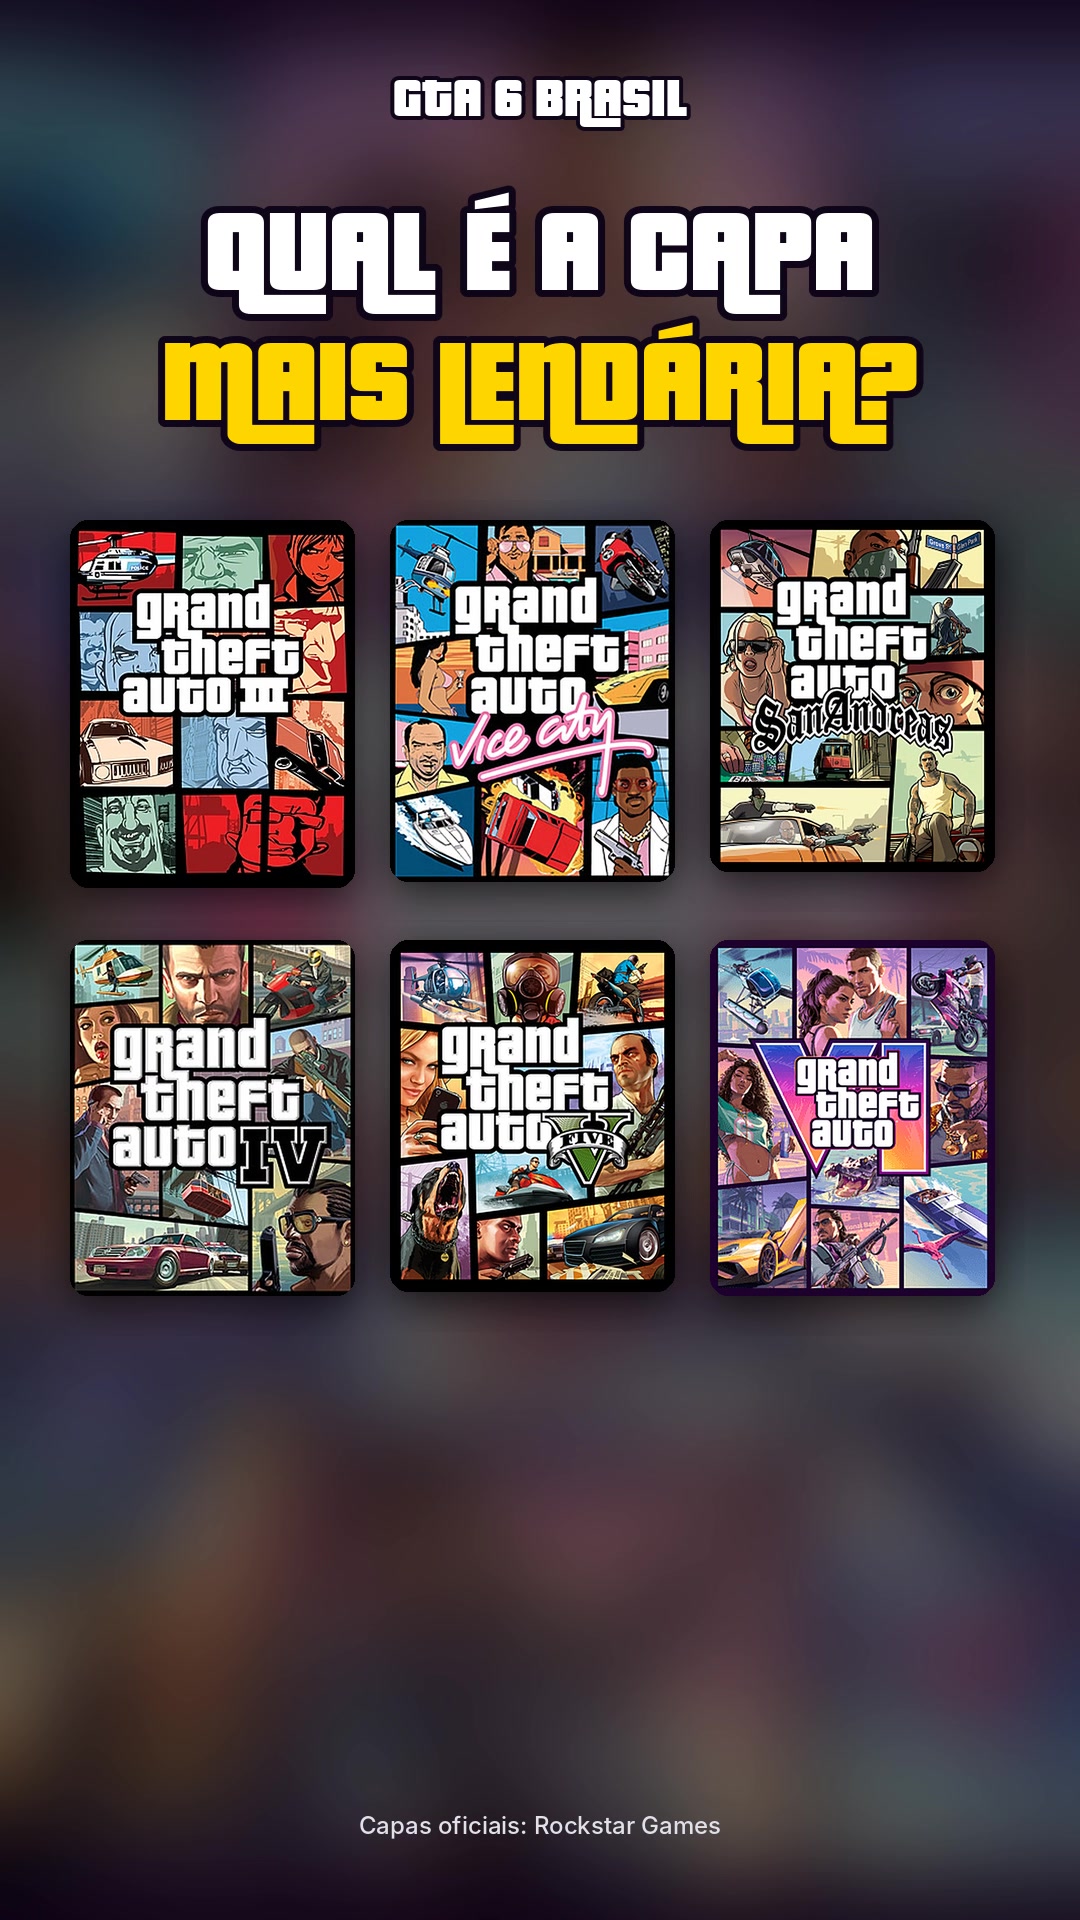 GTA 6 BRASIL
QUAL É A CAPA
MAIS LENDÁRIA?
grand
theft
auto III
grand
theft
auto
Vice City
grand
theft
auto
San Andreas
grand
theft
auto IV
grand
theft
auto V
FIVE
VI
grand
theft
auto
Capas oficiais: Rockstar Games